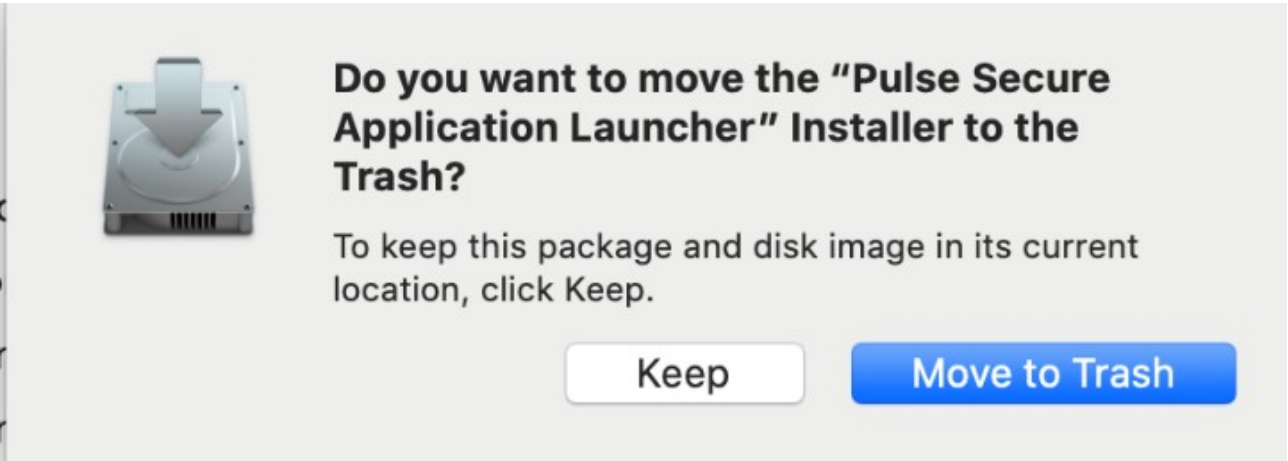 Do you want to move the “Pulse Secure
Application Launcher” Installer to the
Trash?
To keep this package and disk image in its current
location, click Keep.
Keep
Move to Trash